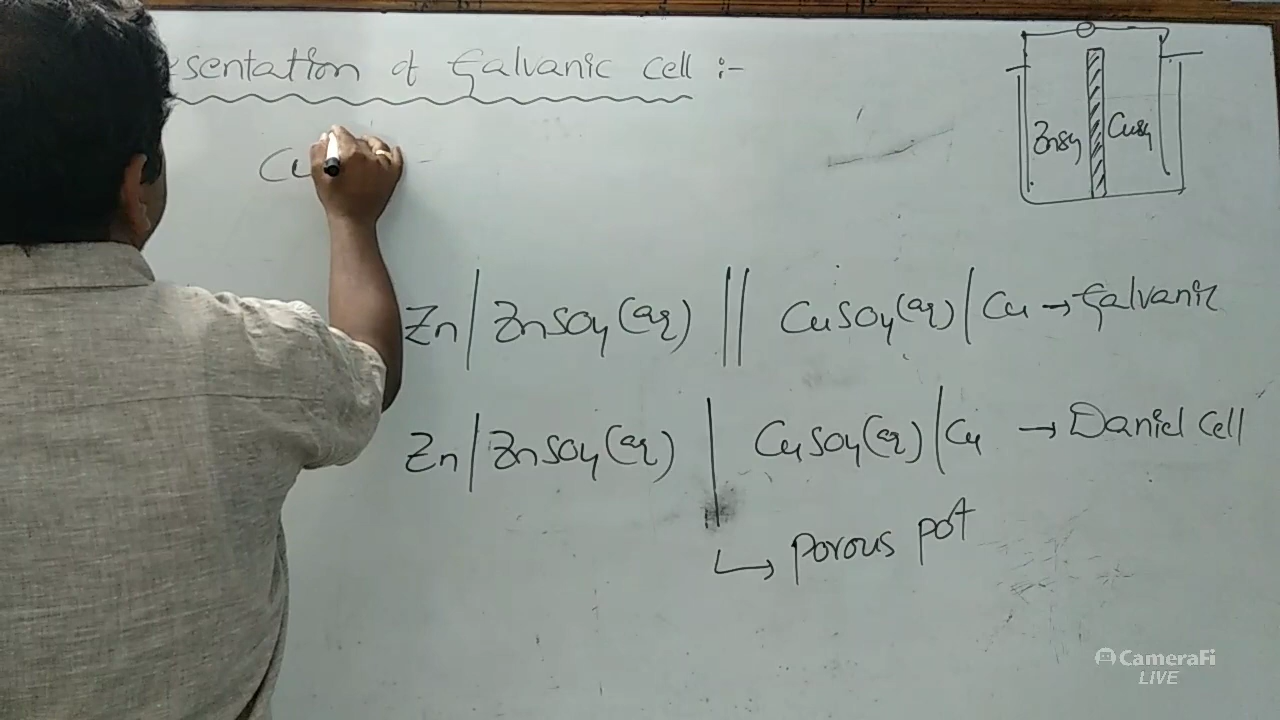 sentation of Galvanic Cell :-
Cu
ZnSO4 CuSO4
Zn | ZnSO4 (aq) || CuSO4 (aq) | Cu → Galvanic
Zn | ZnSO4 (aq) | CuSO4 (aq) | Cu → Daniel Cell
↳ Porous pot
CameraFi
LIVE